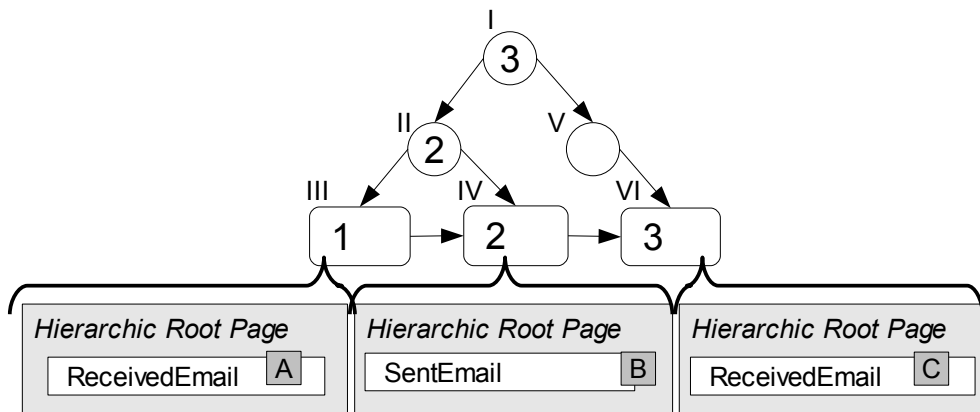 I
3
II
2
V
III
IV
VI
1
2
3
Hierarchic Root Page
ReceivedEmail
A
Hierarchic Root Page
SentEmail
B
Hierarchic Root Page
ReceivedEmail
C